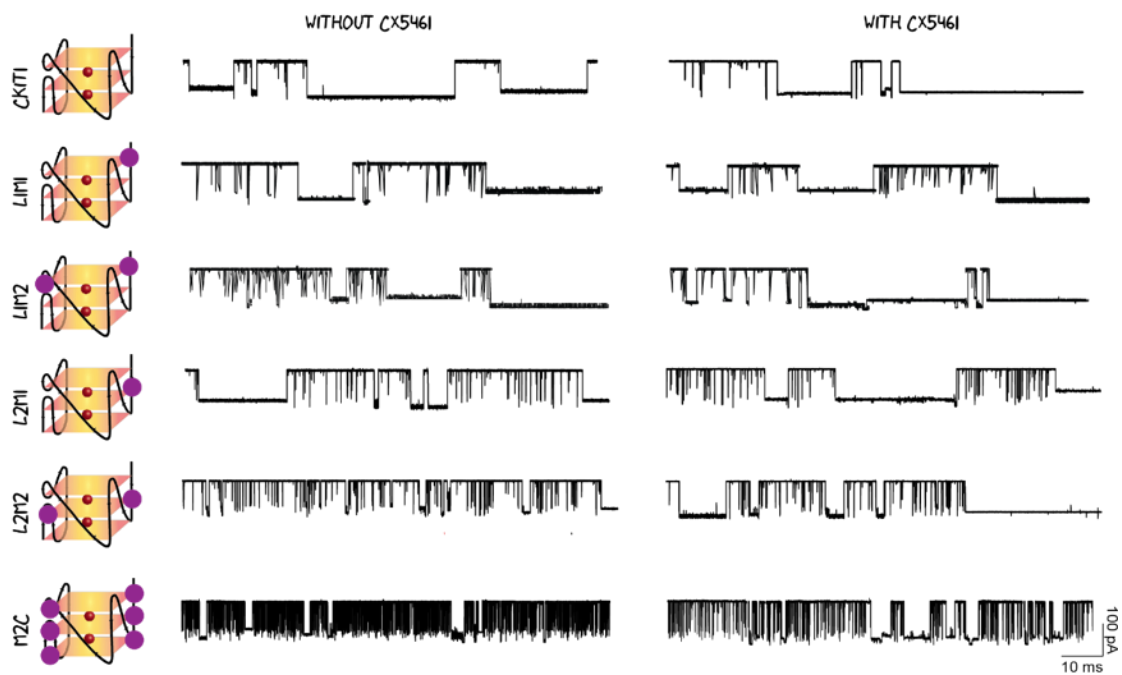 WITHOUT CX5461
WITH CX5461
CKIT1
L1M1
L1M2
L2M1
L2M2
M2C
100 pA
10 ms